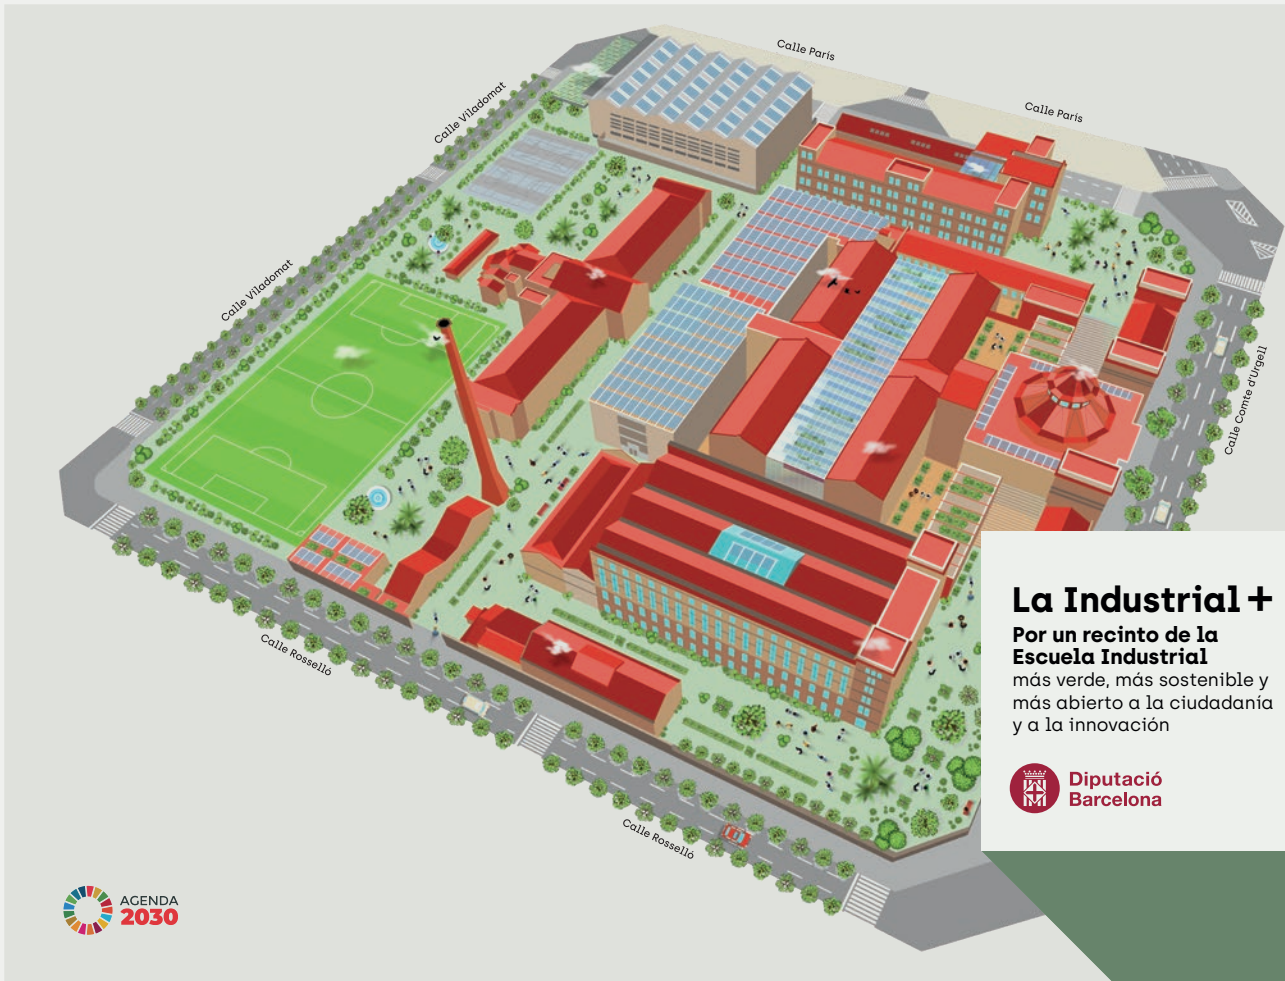 Calle París
Calle París
Calle Viladomat
Calle Viladomat
Calle Comte d'Urgell
La Industrial +
Por un recinto de la
Escuela Industrial
más verde, más sostenible y
más abierto a la ciudadanía
y a la innovación
Diputació
Barcelona
Calle Rosselló
Calle Rosselló
AGENDA
2030